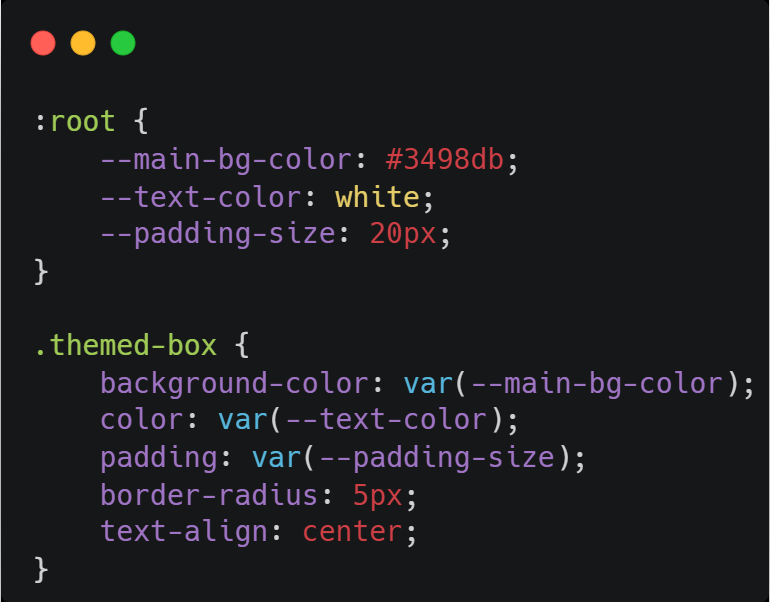 :root {
    --main-bg-color: #3498db;
    --text-color: white;
    --padding-size: 20px;
}

.themed-box {
    background-color: var(--main-bg-color);
    color: var(--text-color);
    padding: var(--padding-size);
    border-radius: 5px;
    text-align: center;
}